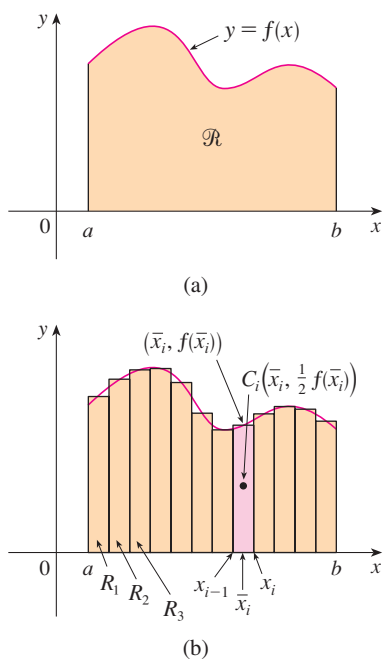 y
y = f(x)
ℛ
0 a b x
(a)
y
(x̄ᵢ, f(x̄ᵢ))
Cᵢ(x̄ᵢ, ½ f(x̄ᵢ))
0 a b x
R₁ R₂ R₃ xᵢ₋₁ x̄ᵢ xᵢ
(b)